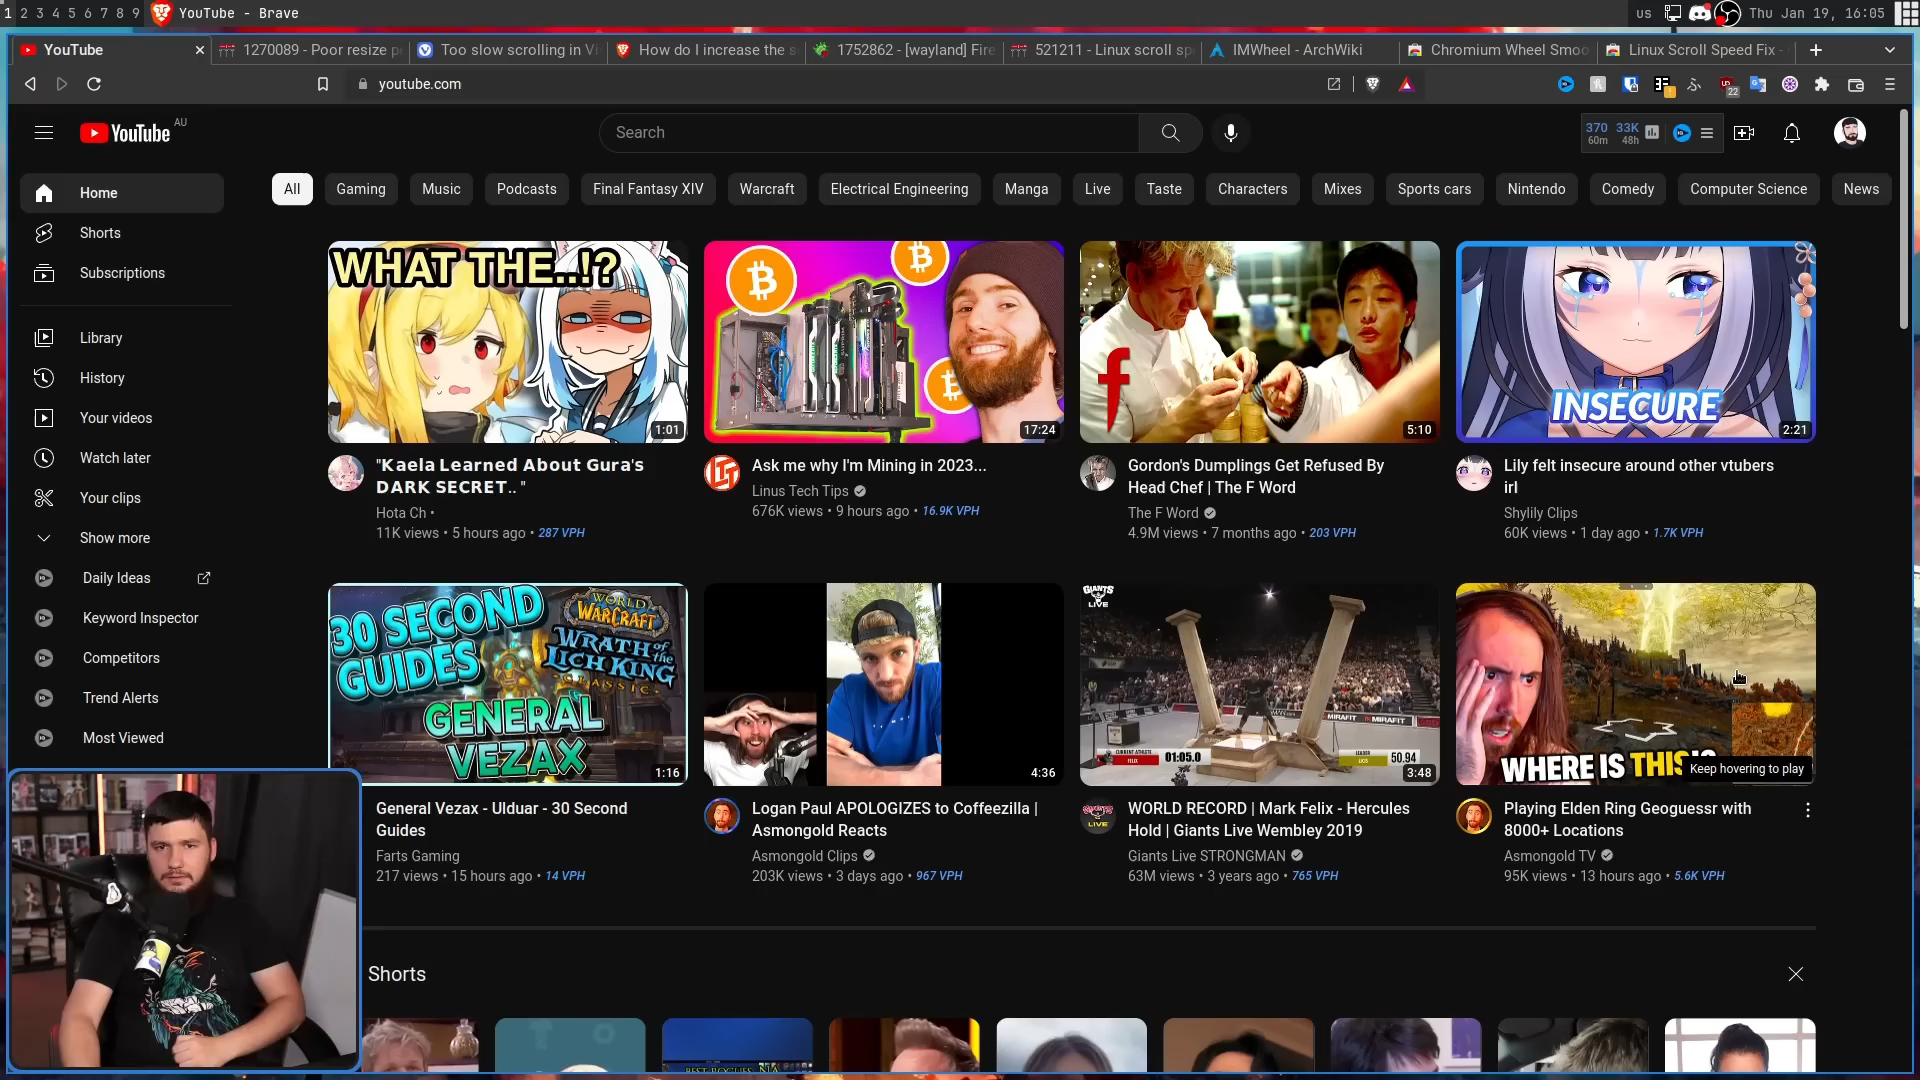 1 2 3 4 5 6 7 8 9 YouTube - Brave us Thu Jan 19, 16:05
YouTube
1270089 - Poor resize p
Too slow scrolling in Vi
How do I increase the s
1752862 - [wayland] Fire
521211 - Linux scroll sp
IMWheel - ArchWiki
Chromium Wheel Smoo
Linux Scroll Speed Fix -
youtube.com
22
YouTube AU
Search
370 33K
60m 48h
Home
Shorts
Subscriptions
Library
History
Your videos
Watch later
Your clips
Show more
Daily Ideas
Keyword Inspector
Competitors
Trend Alerts
Most Viewed
All Gaming Music Podcasts Final Fantasy XIV Warcraft Electrical Engineering Manga Live Taste Characters Mixes Sports cars Nintendo Comedy Computer Science News
WHAT THE..!?
1:01
"Kaela Learned About Gura's
DARK SECRET.. "
Hota Ch •
11K views • 5 hours ago • 287 VPH
17:24
Ask me why I'm Mining in 2023...
Linus Tech Tips
676K views • 9 hours ago • 16.9K VPH
f
5:10
Gordon's Dumplings Get Refused By
Head Chef | The F Word
The F Word
4.9M views • 7 months ago • 203 VPH
INSECURE
2:21
Lily felt insecure around other vtubers
irl
Shylily Clips
60K views • 1 day ago • 1.7K VPH
30 SECOND
GUIDES
WORLD
WARCRAFT
WRATH of the
LICH KING
CLASSIC
GENERAL
VEZAX
1:16
General Vezax - Ulduar - 30 Second
Guides
Farts Gaming
217 views • 15 hours ago • 14 VPH
4:36
Logan Paul APOLOGIZES to Coffeezilla |
Asmongold Reacts
Asmongold Clips
203K views • 3 days ago • 967 VPH
GIANTS
LIVE
MIRAFIT MIRAFIT
CURRENT ATHLETE
FELIX
01:05.0
LEADER
50.94
3:48
WORLD RECORD | Mark Felix - Hercules
Hold | Giants Live Wembley 2019
Giants Live STRONGMAN
63M views • 3 years ago • 765 VPH
WHERE IS THIS
Keep hovering to play
Playing Elden Ring Geoguessr with
8000+ Locations
Asmongold TV
95K views • 13 hours ago • 5.6K VPH
Shorts